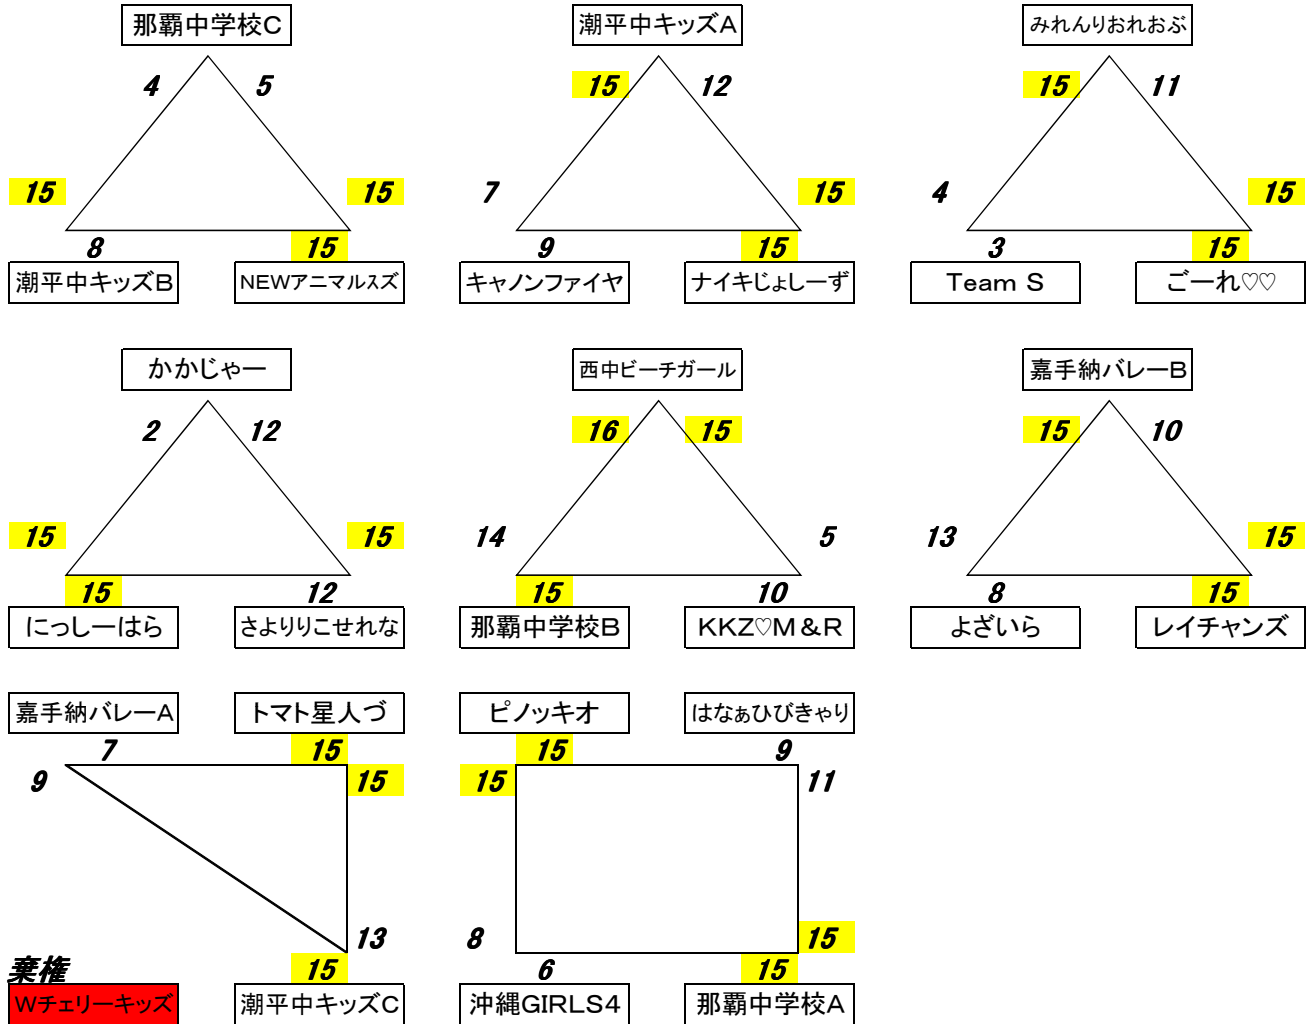 那覇中学校C 潮平中キッズA みれんりおれおぶ
4 5 15 12 15 11
15 15 7 15 4 15
8 15 9 15 3 15
潮平中キッズB NEWアニマルスズ キャノンファイヤ ナイキじょしーず Team S ごーれ♡♡
かかじゃー 西中ビーチガール 嘉手納バレーB
2 12 16 15 15 10
15 15 14 5 13 15
15 12 15 10 8 15
にっしーはら さよりりこせれな 那覇中学校B KKZ♡M&R よざいら レイチャンズ
嘉手納バレーA トマト星人づ ピノッキオ はなぁひびきゃり
7 15 15 9
9 15 15 11
13 8 15
棄権 15 6 15
Wチェリーキッズ 潮平中キッズC 沖縄GIRLS4 那覇中学校A